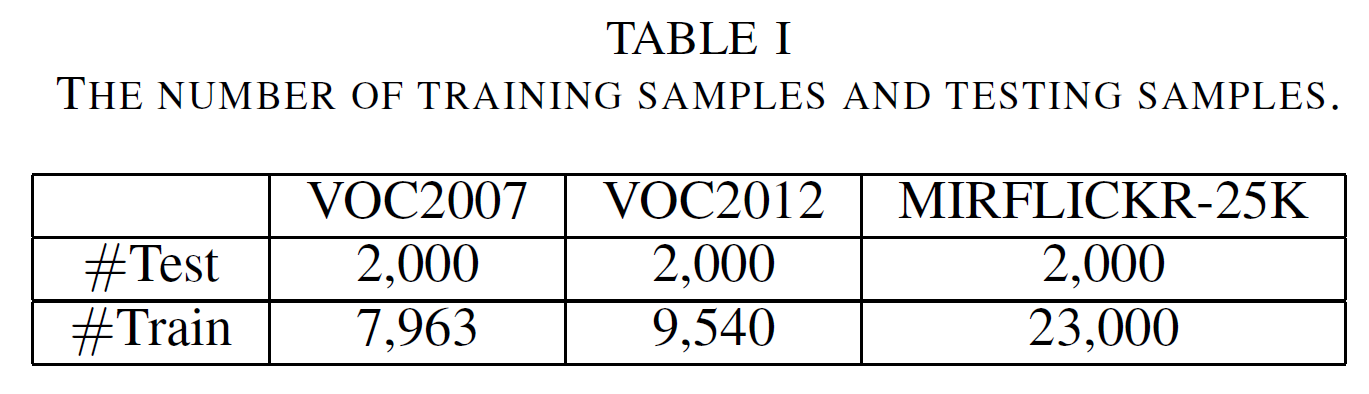 TABLE I
THE NUMBER OF TRAINING SAMPLES AND TESTING SAMPLES.
VOC2007 VOC2012 MIRFLICKR-25K
#Test 2,000 2,000 2,000
#Train 7,963 9,540 23,000